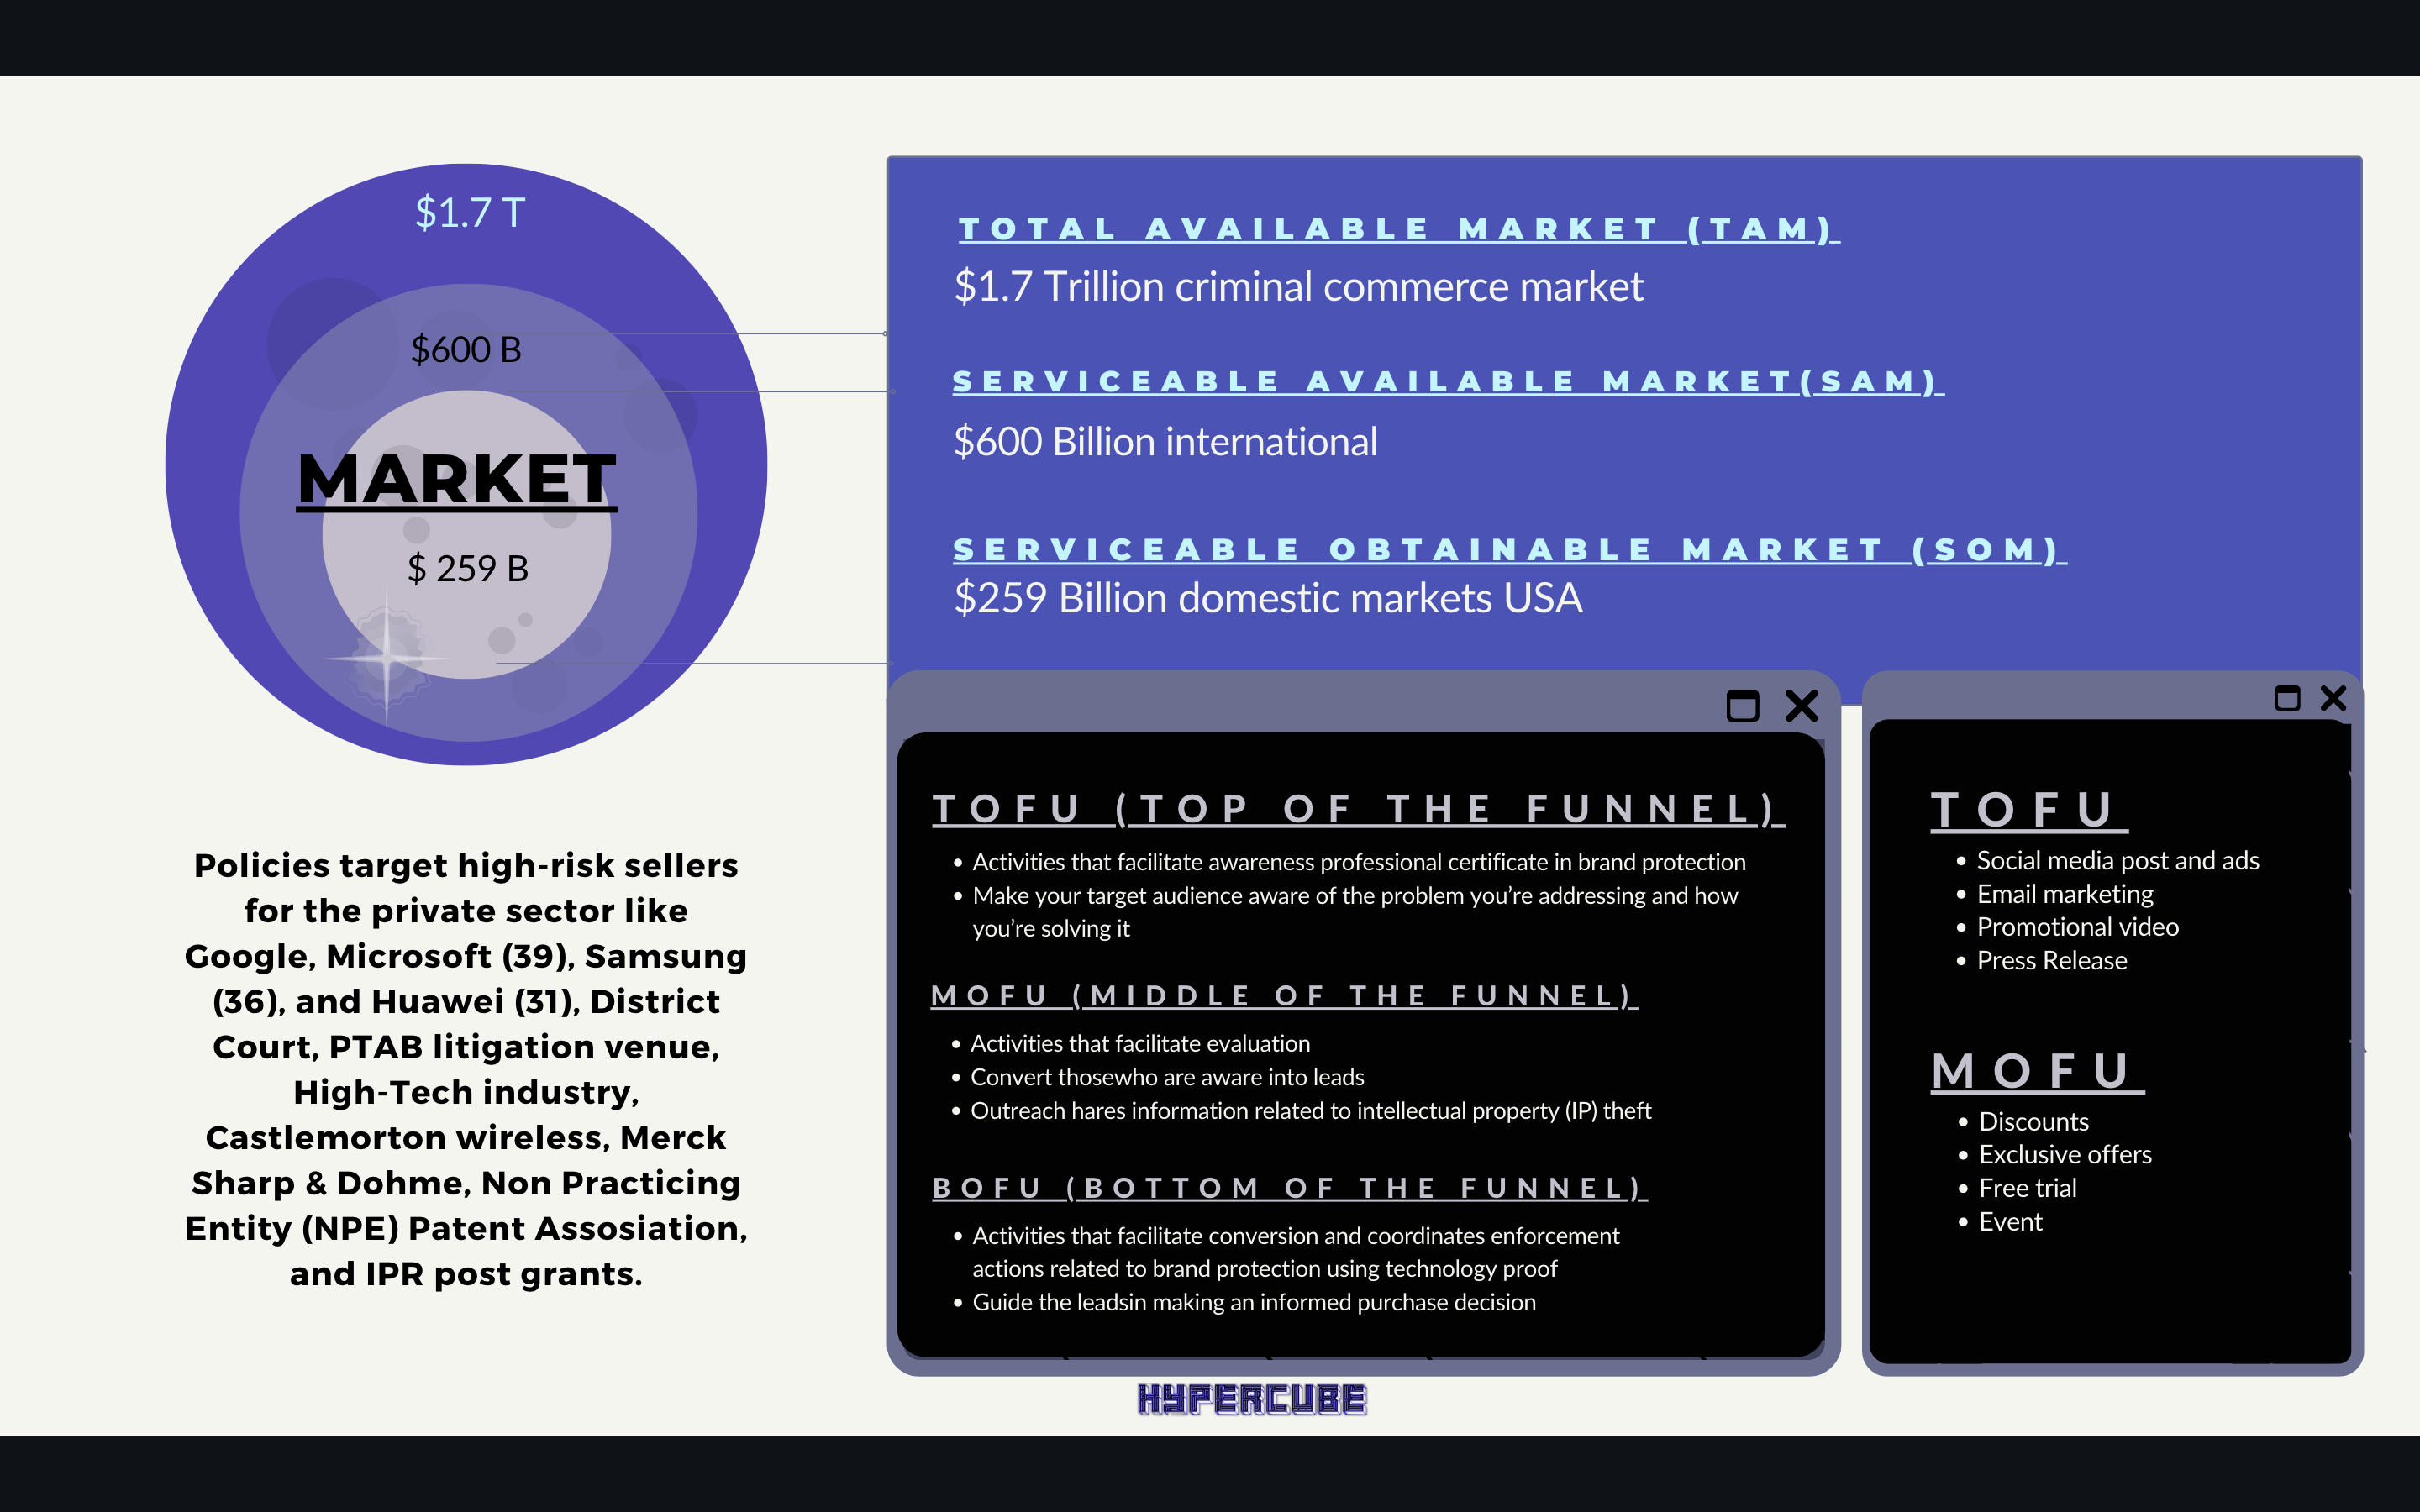 $1.7 T
$600 B
MARKET
$ 259 B
Policies target high-risk sellers
for the private sector like
Google, Microsoft (39), Samsung
(36), and Huawei (31), District
Court, PTAB litigation venue,
High-Tech industry,
Castlemorton wireless, Merck
Sharp & Dohme, Non Practicing
Entity (NPE) Patent Assosiation,
and IPR post grants.
TOTAL AVAILABLE MARKET (TAM)
$1.7 Trillion criminal commerce market
SERVICEABLE AVAILABLE MARKET(SAM)
$600 Billion international
SERVICEABLE OBTAINABLE MARKET (SOM)
$259 Billion domestic markets USA
TOFU (TOP OF THE FUNNEL)
• Activities that facilitate awareness professional certificate in brand protection
• Make your target audience aware of the problem you’re addressing and how
you’re solving it
MOFU (MIDDLE OF THE FUNNEL)
• Activities that facilitate evaluation
• Convert thosewho are aware into leads
• Outreach hares information related to intellectual property (IP) theft
BOFU (BOTTOM OF THE FUNNEL)
• Activities that facilitate conversion and coordinates enforcement
actions related to brand protection using technology proof
• Guide the leadsin making an informed purchase decision
TOFU
• Social media post and ads
• Email marketing
• Promotional video
• Press Release
MOFU
• Discounts
• Exclusive offers
• Free trial
• Event
HYPERCUBE